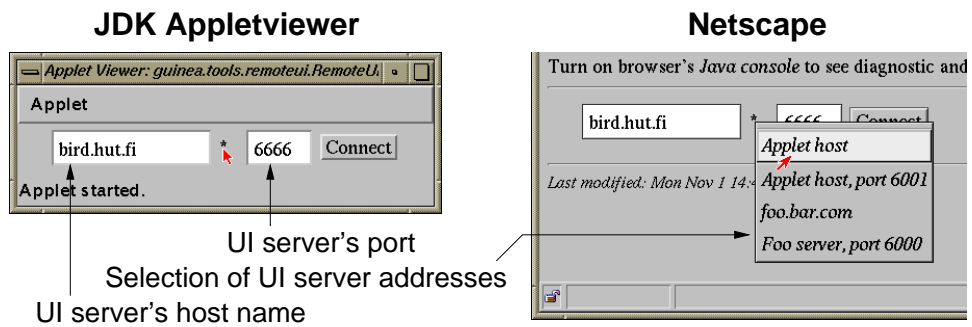 JDK Appletviewer
Applet Viewer: guinea.tools.remoteui.RemoteU
Applet
bird.hut.fi * 6666 Connect
Applet started.
UI server's port
Selection of UI server addresses
UI server's host name
Netscape
Turn on browser's Java console to see diagnostic and
bird.hut.fi * 6666 Connect
Applet host
Last modified: Mon Nov 1 14:4
Applet host, port 6001
foo.bar.com
Foo server, port 6000